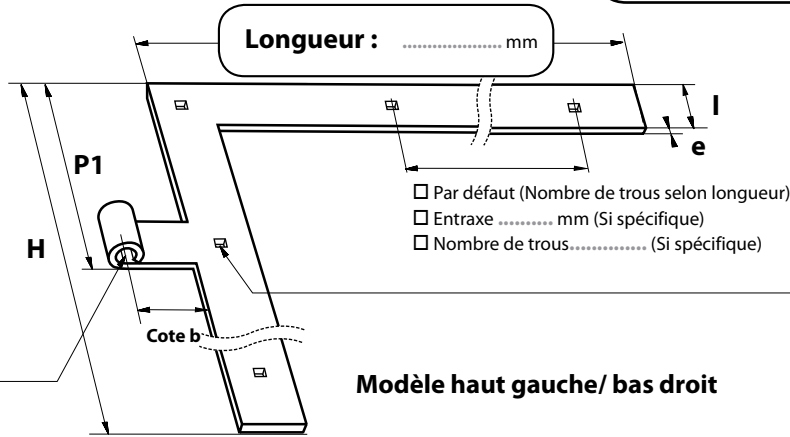 Longueur : ..................... mm
l
e
P1
☐ Par défaut (Nombre de trous selon longueur)
☐ Entraxe .......... mm (Si spécifique)
☐ Nombre de trous.............. (Si spécifique)
H
Cote b
Modèle haut gauche/ bas droit